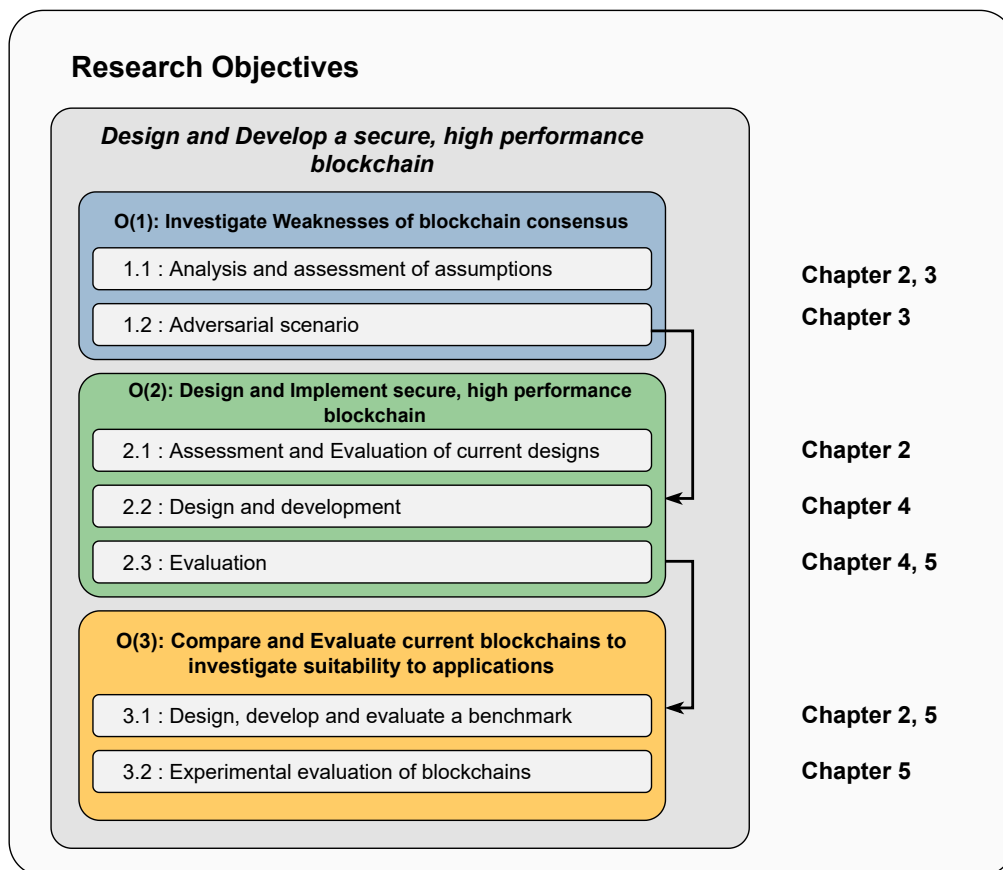 Research Objectives
Design and Develop a secure, high performance
blockchain
O(1): Investigate Weaknesses of blockchain consensus
1.1 : Analysis and assessment of assumptions
Chapter 2, 3
1.2 : Adversarial scenario
Chapter 3
O(2): Design and Implement secure, high performance
blockchain
2.1 : Assessment and Evaluation of current designs
Chapter 2
2.2 : Design and development
Chapter 4
2.3 : Evaluation
Chapter 4, 5
O(3): Compare and Evaluate current blockchains to
investigate suitability to applications
3.1 : Design, develop and evaluate a benchmark
Chapter 2, 5
3.2 : Experimental evaluation of blockchains
Chapter 5